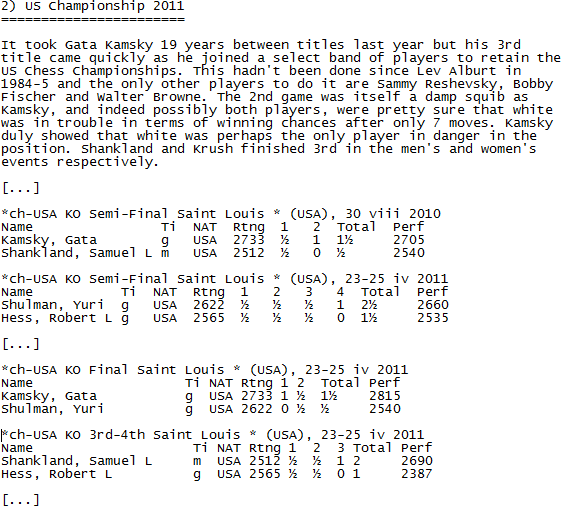 2) US Championship 2011
=======================
It took Gata Kamsky 19 years between titles last year but his 3rd
title came quickly as he joined a select band of players to retain the
US Chess Championships. This hadn't been done since Lev Alburt in
1984-5 and the only other players to do it are Sammy Reshevsky, Bobby
Fischer and Walter Browne. The 2nd game was itself a damp squib as
Kamsky, and indeed possibly both players, were pretty sure that white
was in trouble in terms of winning chances after only 7 moves. Kamsky
duly showed that white was perhaps the only player in danger in the
position. Shankland and Krush finished 3rd in the men's and women's
events respectively.
[...]
*ch-USA KO Semi-Final Saint Louis * (USA), 30 viii 2010
Name Ti NAT Rtng 1 2 Total Perf
Kamsky, Gata g USA 2733 ½ 1 1½ 2705
Shankland, Samuel L m USA 2512 ½ 0 ½ 2540
*ch-USA KO Semi-Final Saint Louis * (USA), 23-25 iv 2011
Name Ti NAT Rtng 1 2 3 4 Total Perf
Shulman, Yuri g USA 2622 ½ ½ ½ 1 2½ 2660
Hess, Robert L g USA 2565 ½ ½ ½ 0 1½ 2535
[...]
*ch-USA KO Final Saint Louis * (USA), 23-25 iv 2011
Name Ti NAT Rtng 1 2 Total Perf
Kamsky, Gata g USA 2733 1 ½ 1½ 2815
Shulman, Yuri g USA 2622 0 ½ ½ 2540
*ch-USA KO 3rd-4th Saint Louis * (USA), 23-25 iv 2011
Name Ti NAT Rtng 1 2 3 Total Perf
Shankland, Samuel L m USA 2512 ½ ½ 1 2 2690
Hess, Robert L g USA 2565 ½ ½ 0 1 2387
[...]